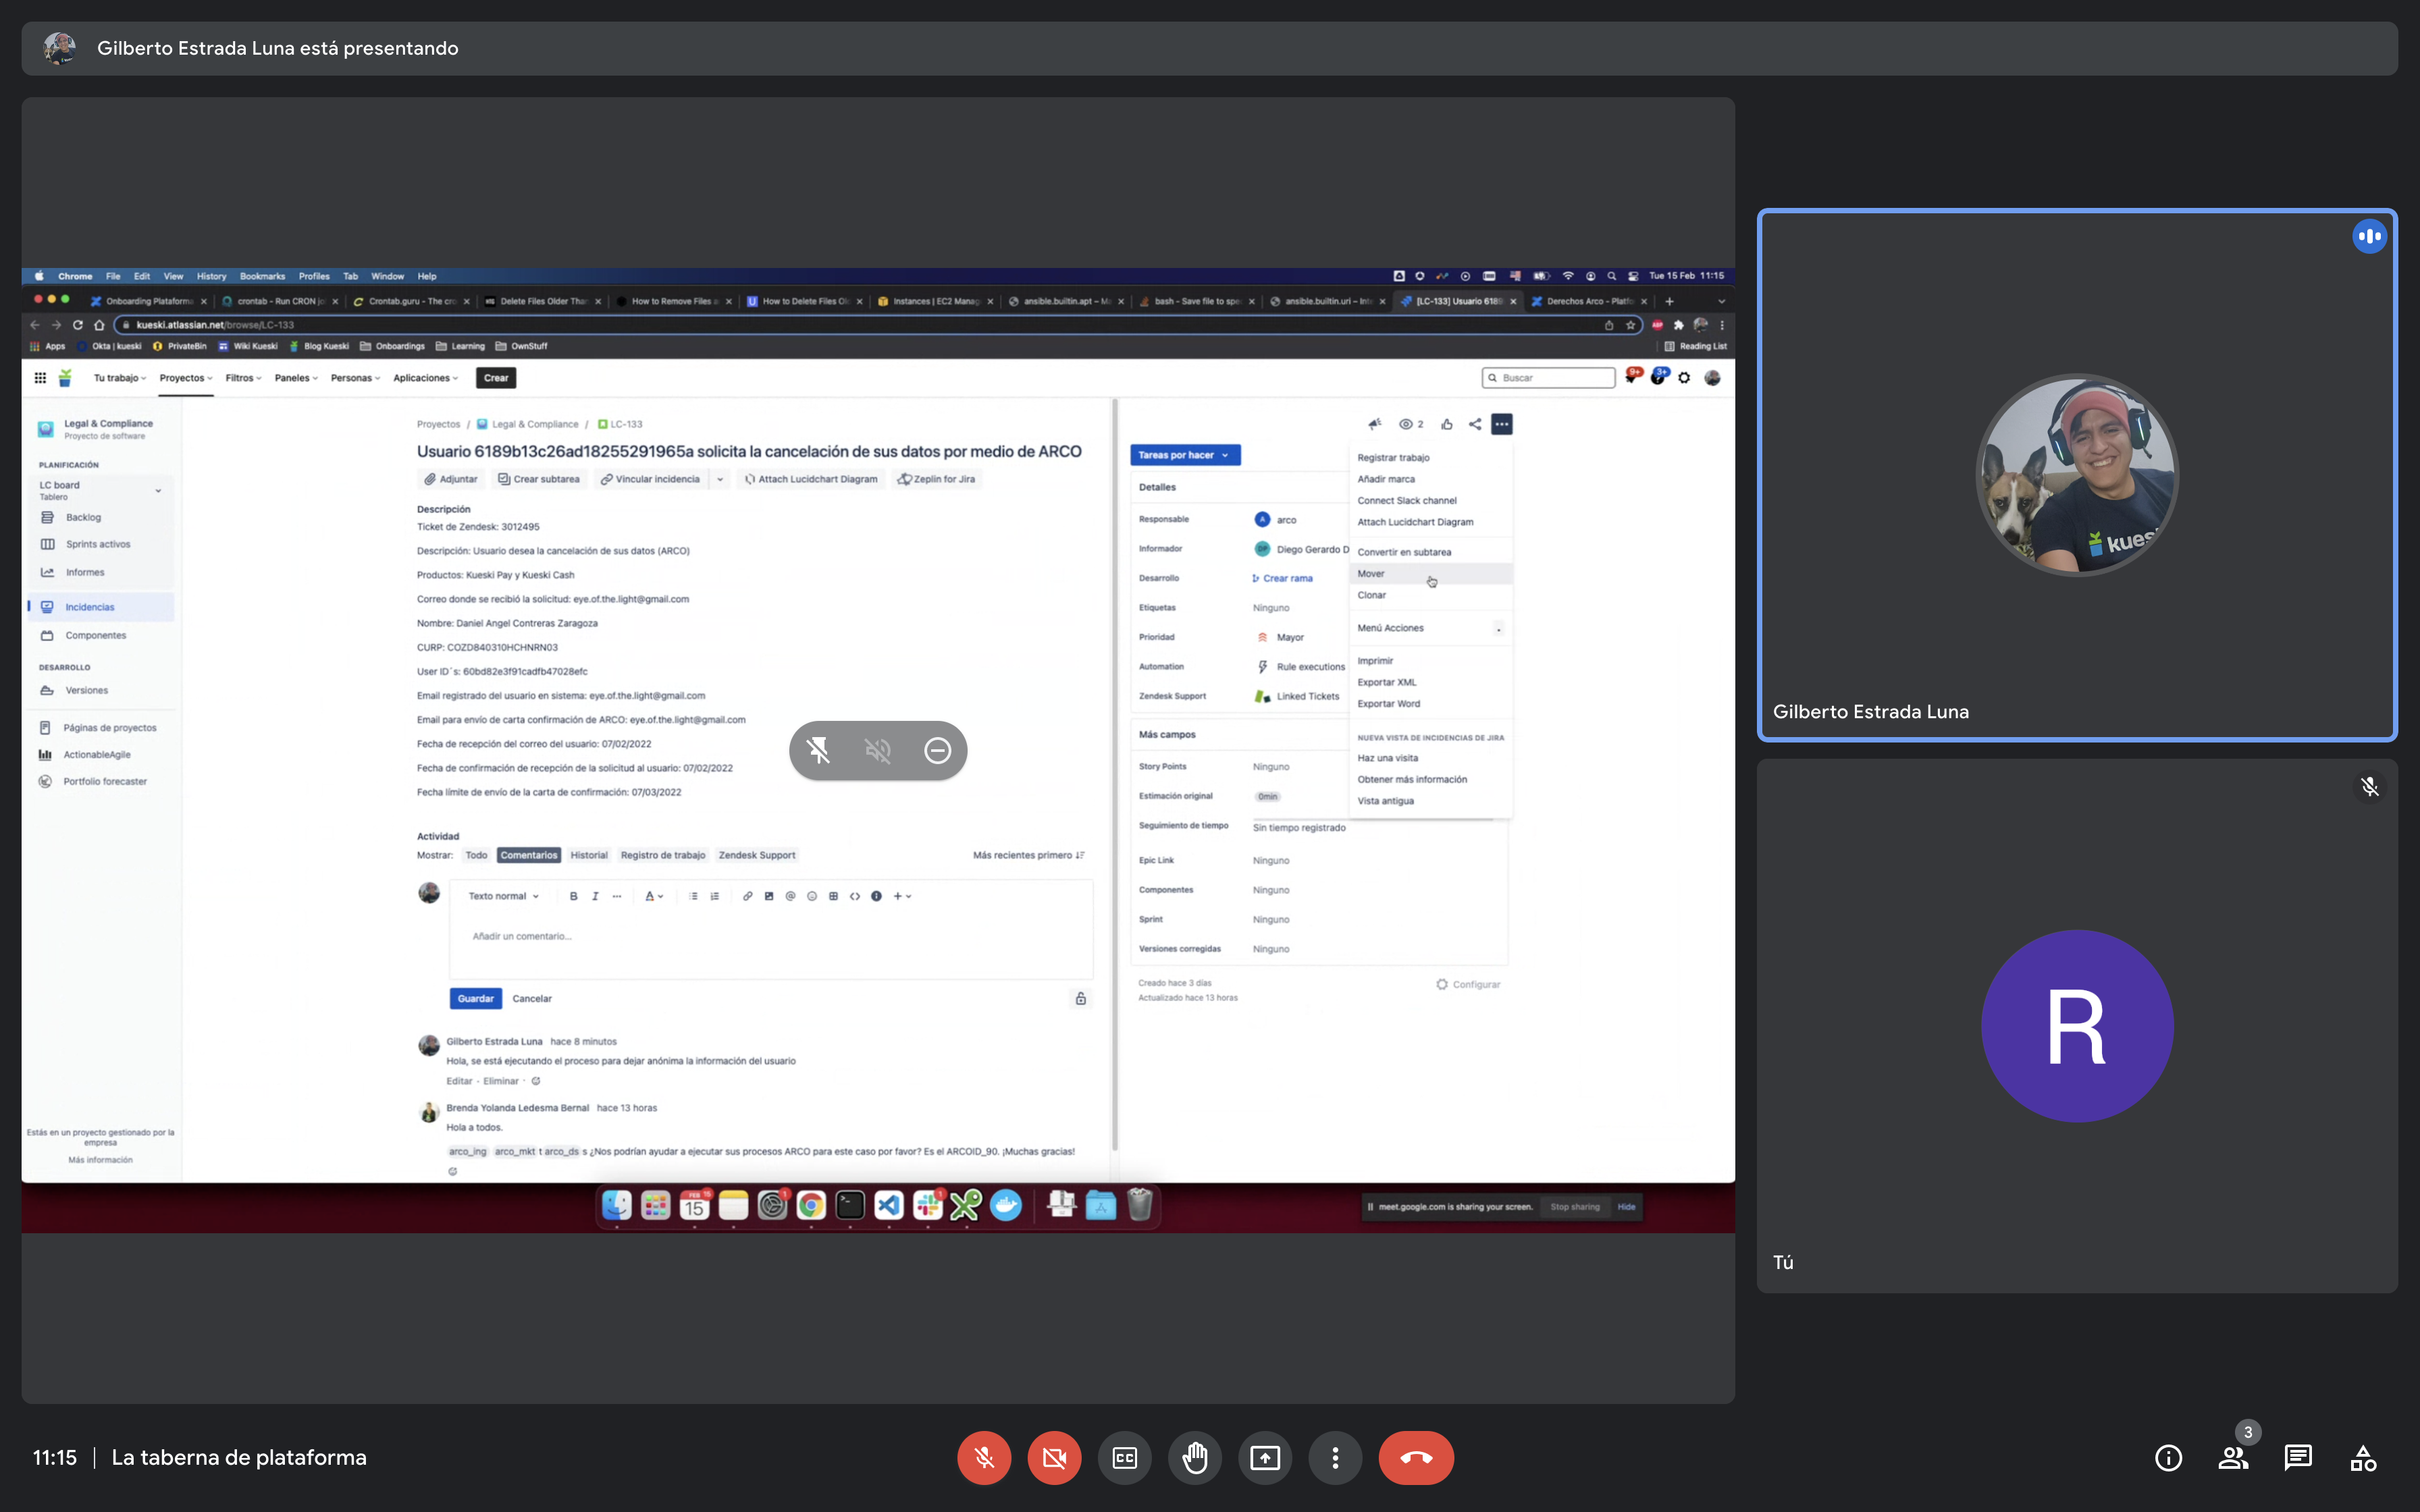 Gilberto Estrada Luna está presentando
Chrome File Edit View History Bookmarks Profiles Tab Window Help
Tue 15 Feb 11:15
Onboarding Plataforma
crontab - Run CRON jo
Crontab.guru - The cro
Delete Files Older Than
How to Remove Files a
How to Delete Files Ol
Instances | EC2 Manag
ansible.builtin.apt – Ma
bash - Save file to spe
ansible.builtin.uri – Inte
[LC-133] Usuario 6189
Derechos Arco - Platfo
kueski.atlassian.net/browse/LC-133
Apps Okta | kueski PrivateBin Wiki Kueski Blog Kueski Onboardings Learning OwnStuff
Reading List
Tu trabajo Proyectos Filtros Paneles Personas Aplicaciones Crear
Buscar
9+
3+
Legal & Compliance
Proyecto de software
PLANIFICACIÓN
LC board
Tablero
Backlog
Sprints activos
Informes
Incidencias
Componentes
DESARROLLO
Versiones
Páginas de proyectos
ActionableAgile
Portfolio forecaster
Estás en un proyecto gestionado por la
empresa
Más información
Proyectos / Legal & Compliance / LC-133
Usuario 6189b13c26ad18255291965a solicita la cancelación de sus datos por medio de ARCO
Adjuntar Crear subtarea Vincular incidencia Attach Lucidchart Diagram Zeplin for Jira
Descripción
Ticket de Zendesk: 3012495
Descripción: Usuario desea la cancelación de sus datos (ARCO)
Productos: Kueski Pay y Kueski Cash
Correo donde se recibió la solicitud: eye.of.the.light@gmail.com
Nombre: Daniel Angel Contreras Zaragoza
CURP: COZD840310HCHNRN03
User ID´s: 60bd82e3f91cadfb47028efc
Email registrado del usuario en sistema: eye.of.the.light@gmail.com
Email para envío de carta confirmación de ARCO: eye.of.the.light@gmail.com
Fecha de recepción del correo del usuario: 07/02/2022
Fecha de confirmación de recepción de la solicitud al usuario: 07/02/2022
Fecha límite de envío de la carta de confirmación: 07/03/2022
Actividad
Mostrar: Todo Comentarios Historial Registro de trabajo Zendesk Support
Más recientes primero
Texto normal
B I ... A
Añadir un comentario...
Guardar Cancelar
Gilberto Estrada Luna hace 8 minutos
Hola, se está ejecutando el proceso para dejar anónima la información del usuario
Editar · Eliminar ·
Brenda Yolanda Ledesma Bernal hace 13 horas
Hola a todos.
arco_ing arco_mkt t arco_ds s ¿Nos podrían ayudar a ejecutar sus procesos ARCO para este caso por favor? Es el ARCOID_90. ¡Muchas gracias!
2
Tareas por hacer
Detalles
Responsable A arco
Informador DP Diego Gerardo D
Desarrollo Crear rama
Etiquetas Ninguno
Prioridad Mayor
Automation Rule executions
Zendesk Support Linked Tickets
Más campos
Story Points Ninguno
Estimación original 0min
Seguimiento de tiempo Sin tiempo registrado
Epic Link Ninguno
Componentes Ninguno
Sprint Ninguno
Versiones corregidas Ninguno
Creado hace 3 días
Actualizado hace 13 horas
Configurar
Registrar trabajo
Añadir marca
Connect Slack channel
Attach Lucidchart Diagram
Convertir en subtarea
Mover
Clonar
Menú Acciones
Imprimir
Exportar XML
Exportar Word
NUEVA VISTA DE INCIDENCIAS DE JIRA
Haz una visita
Obtener más información
Vista antigua
FEB
15
meet.google.com is sharing your screen. Stop sharing Hide
kues
Gilberto Estrada Luna
R
Tú
11:15 | La taberna de plataforma
CC
3